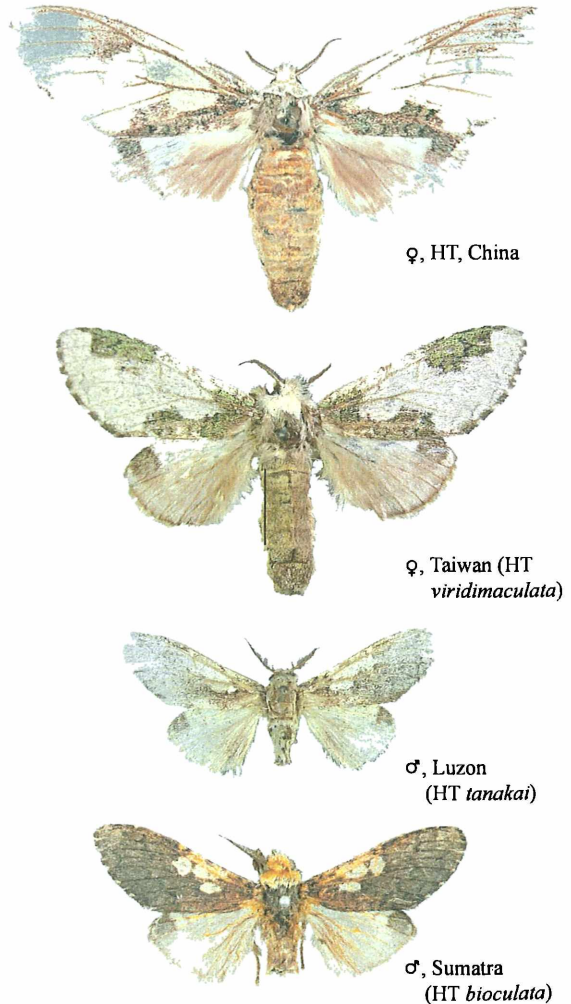 ♀, HT, China
♀, Taiwan (HT
viridimaculata)
♂, Luzon
(HT tanakai)
♂, Sumatra
(HT bioculata)